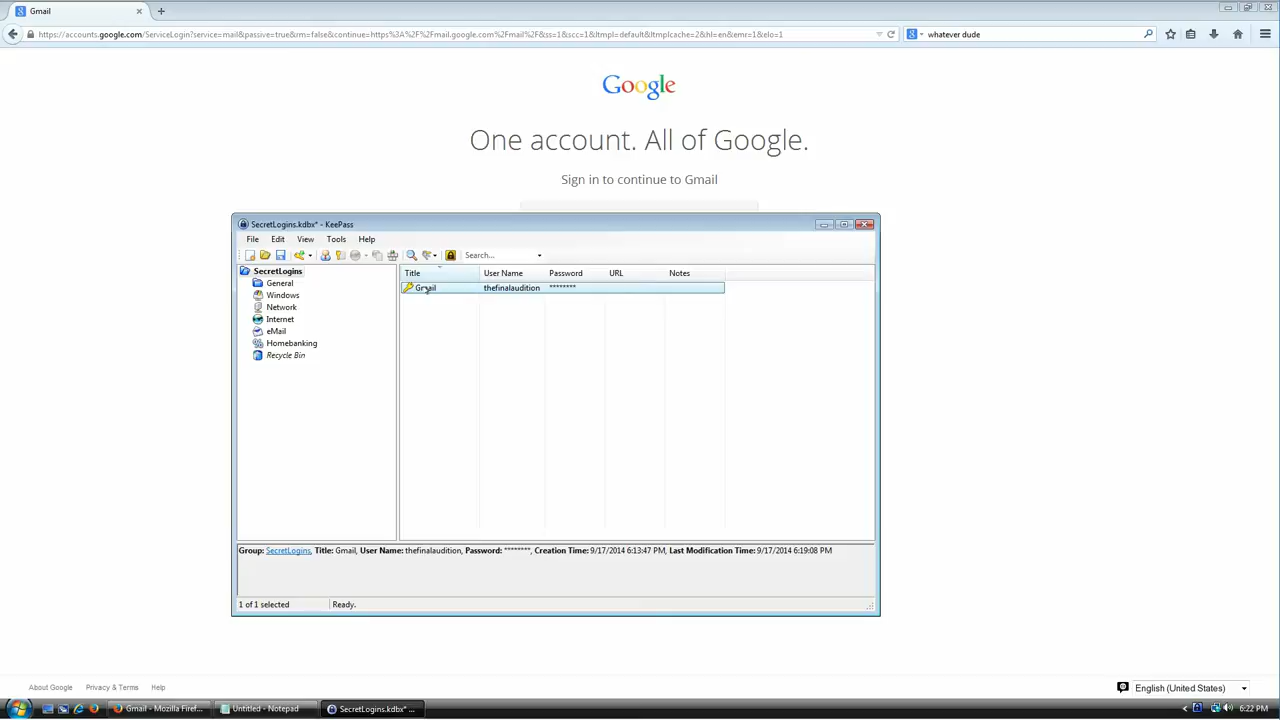 Gmail
https://accounts.google.com/ServiceLogin?service=mail&passive=true&rm=false&continue=https%3A%2F%2Fmail.google.com%2Fmail%2F&ss=1&scc=1&ltmpl=default&ltmplcache=2&hl=en&emr=1&elo=1
whatever dude
Google
One account. All of Google.
Sign in to continue to Gmail
SecretLogins.kdbx* - KeePass
File Edit View Tools Help
Search...
SecretLogins
General
Windows
Network
Internet
eMail
Homebanking
Recycle Bin
Title User Name Password URL Notes
Gmail thefinalaudition ********
Group: SecretLogins, Title: Gmail, User Name: thefinalaudition, Password: ********, Creation Time: 9/17/2014 6:13:47 PM, Last Modification Time: 9/17/2014 6:19:08 PM
1 of 1 selected Ready.
About Google Privacy & Terms Help
English (United States)
Gmail - Mozilla Firef... Untitled - Notepad SecretLogins.kdbx* ... 6:22 PM